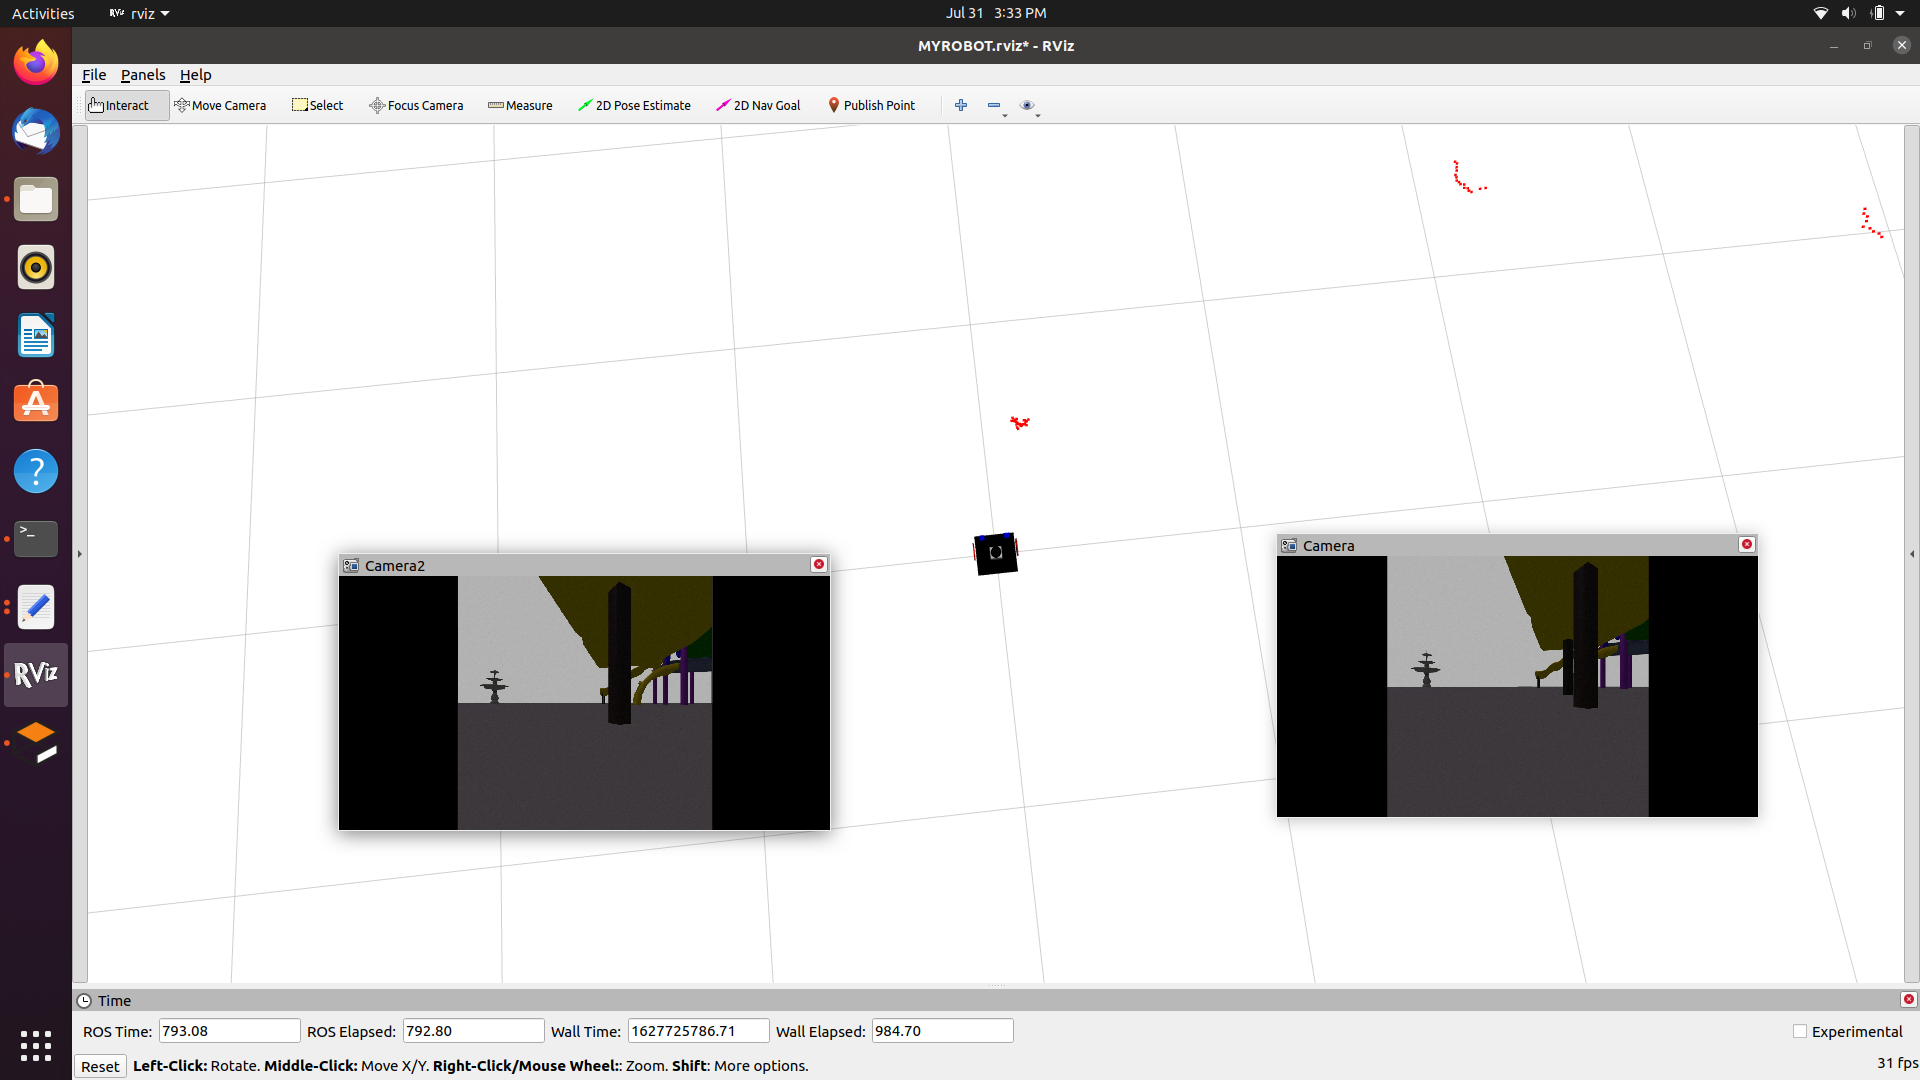 Activities RViz rviz Jul 31 3:33 PM
MYROBOT.rviz* - RViz
File Panels Help
Interact Move Camera Select Focus Camera Measure 2D Pose Estimate 2D Nav Goal Publish Point
Camera2
Camera
RViz
Time
ROS Time: 793.08 ROS Elapsed: 792.80 Wall Time: 1627725786.71 Wall Elapsed: 984.70 Experimental
Reset Left-Click: Rotate. Middle-Click: Move X/Y. Right-Click/Mouse Wheel:: Zoom. Shift: More options. 31 fps